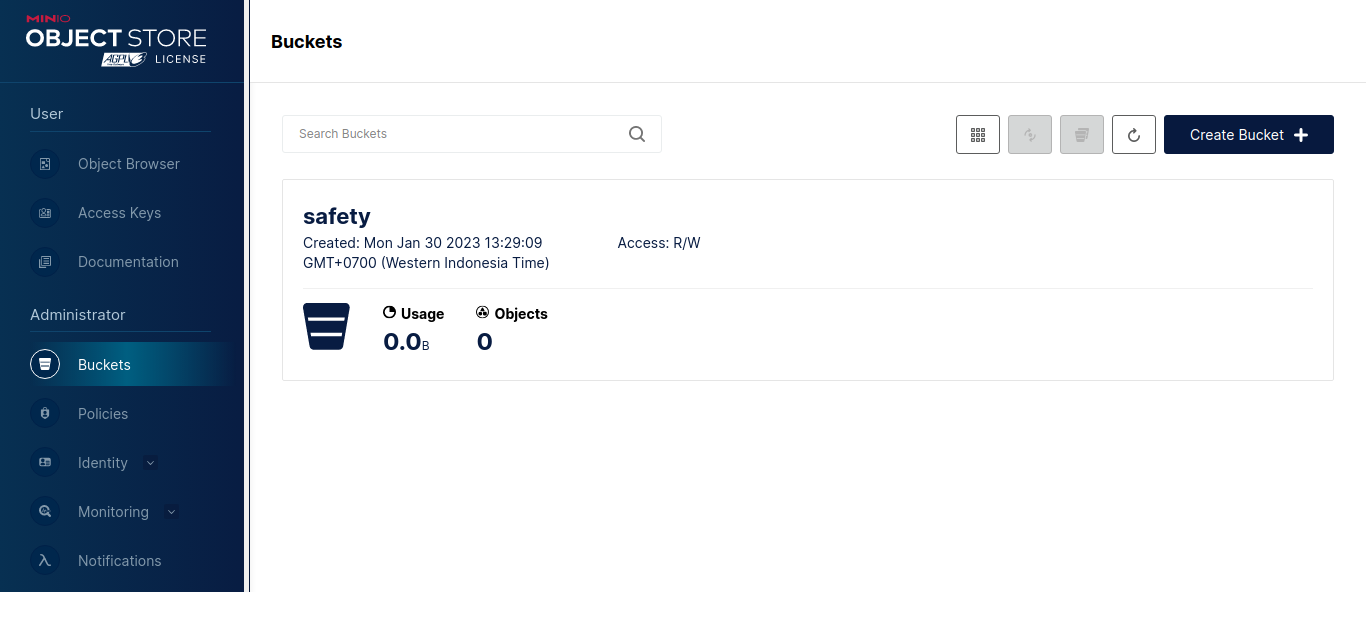 MINIO
OBJECT STORE
AGPL
LICENSE
User
Object Browser
Access Keys
Documentation
Administrator
Buckets
Policies
Identity
Monitoring
Notifications
Buckets
Search Buckets
Create Bucket
safety
Created: Mon Jan 30 2023 13:29:09
GMT+0700 (Western Indonesia Time)
Access: R/W
Usage
0.0B
Objects
0